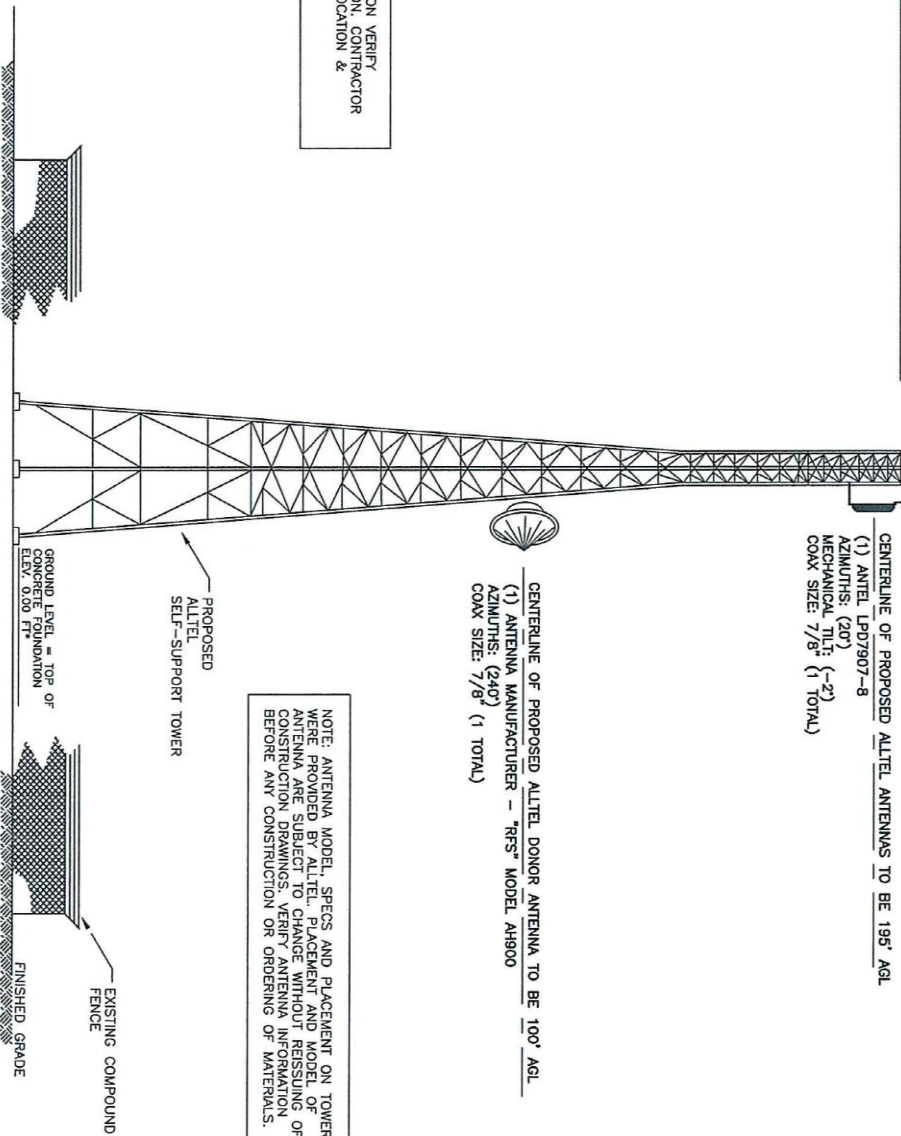 ON VERIFY
ON. CONTRACTOR
OCATION &
CENTERLINE OF PROPOSED ALLTEL ANTENNAS TO BE 195' AGL
(1) ANTEL LPD7907-8
AZIMUTHS: (20°)
MECHANICAL TILT: (-2°)
COAX SIZE: 7/8" (1 TOTAL)
CENTERLINE OF PROPOSED ALLTEL DONOR ANTENNA TO BE 100' AGL
(1) ANTENNA MANUFACTURER - "RFS" MODEL AH900
AZIMUTHS: (240°)
COAX SIZE: 7/8" (1 TOTAL)
PROPOSED
ALLTEL
SELF-SUPPORT TOWER
NOTE: ANTENNA MODEL, SPECS AND PLACEMENT ON TOWER
WERE PROVIDED BY ALLTEL. PLACEMENT AND MODEL OF
ANTENNA ARE SUBJECT TO CHANGE WITHOUT REISSUING OF
CONSTRUCTION DRAWINGS. VERIFY ANTENNA INFORMATION
BEFORE ANY CONSTRUCTION OR ORDERING OF MATERIALS.
GROUND LEVEL = TOP OF
CONCRETE FOUNDATION
ELEV. 0.00 FT*
EXISTING COMPOUND
FENCE
FINISHED GRADE